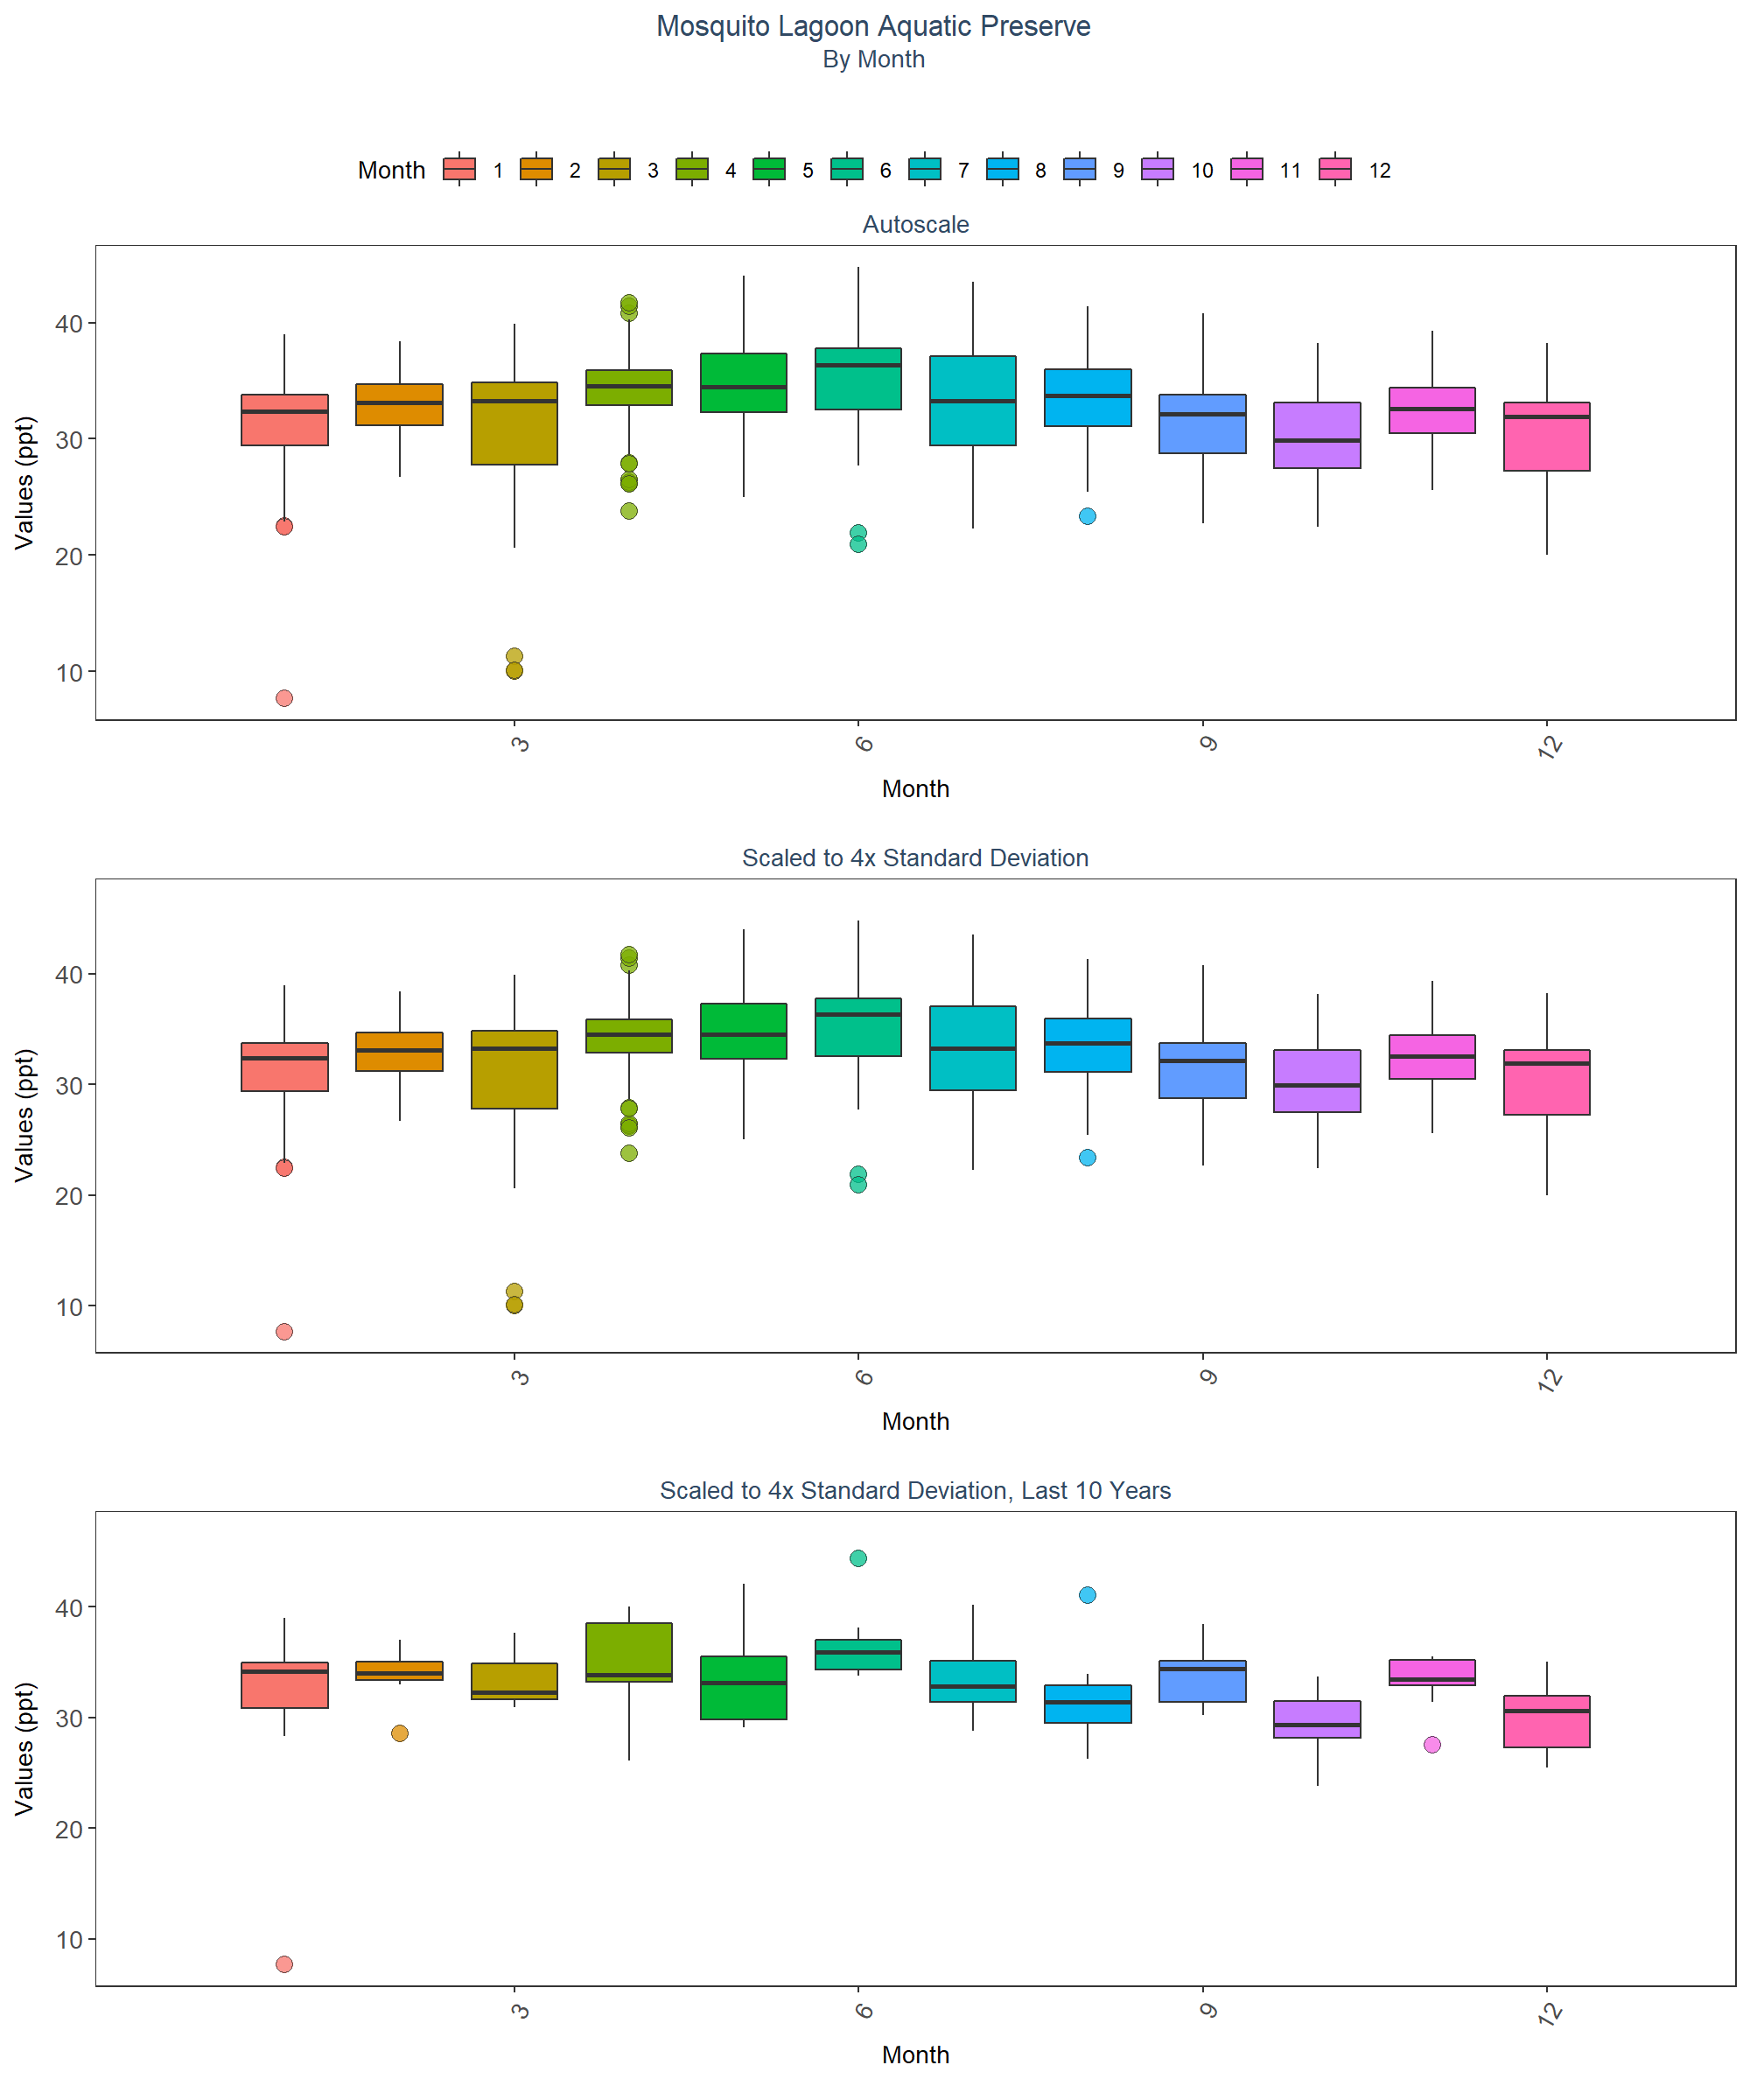 Mosquito Lagoon Aquatic Preserve
By Month
Month 1 2 3 4 5 6 7 8 9 10 11 12
Autoscale
Values (ppt)
40
30
20
10
3 6 9 12
Month
Scaled to 4x Standard Deviation
Values (ppt)
40
30
20
10
3 6 9 12
Month
Scaled to 4x Standard Deviation, Last 10 Years
Values (ppt)
40
30
20
10
3 6 9 12
Month